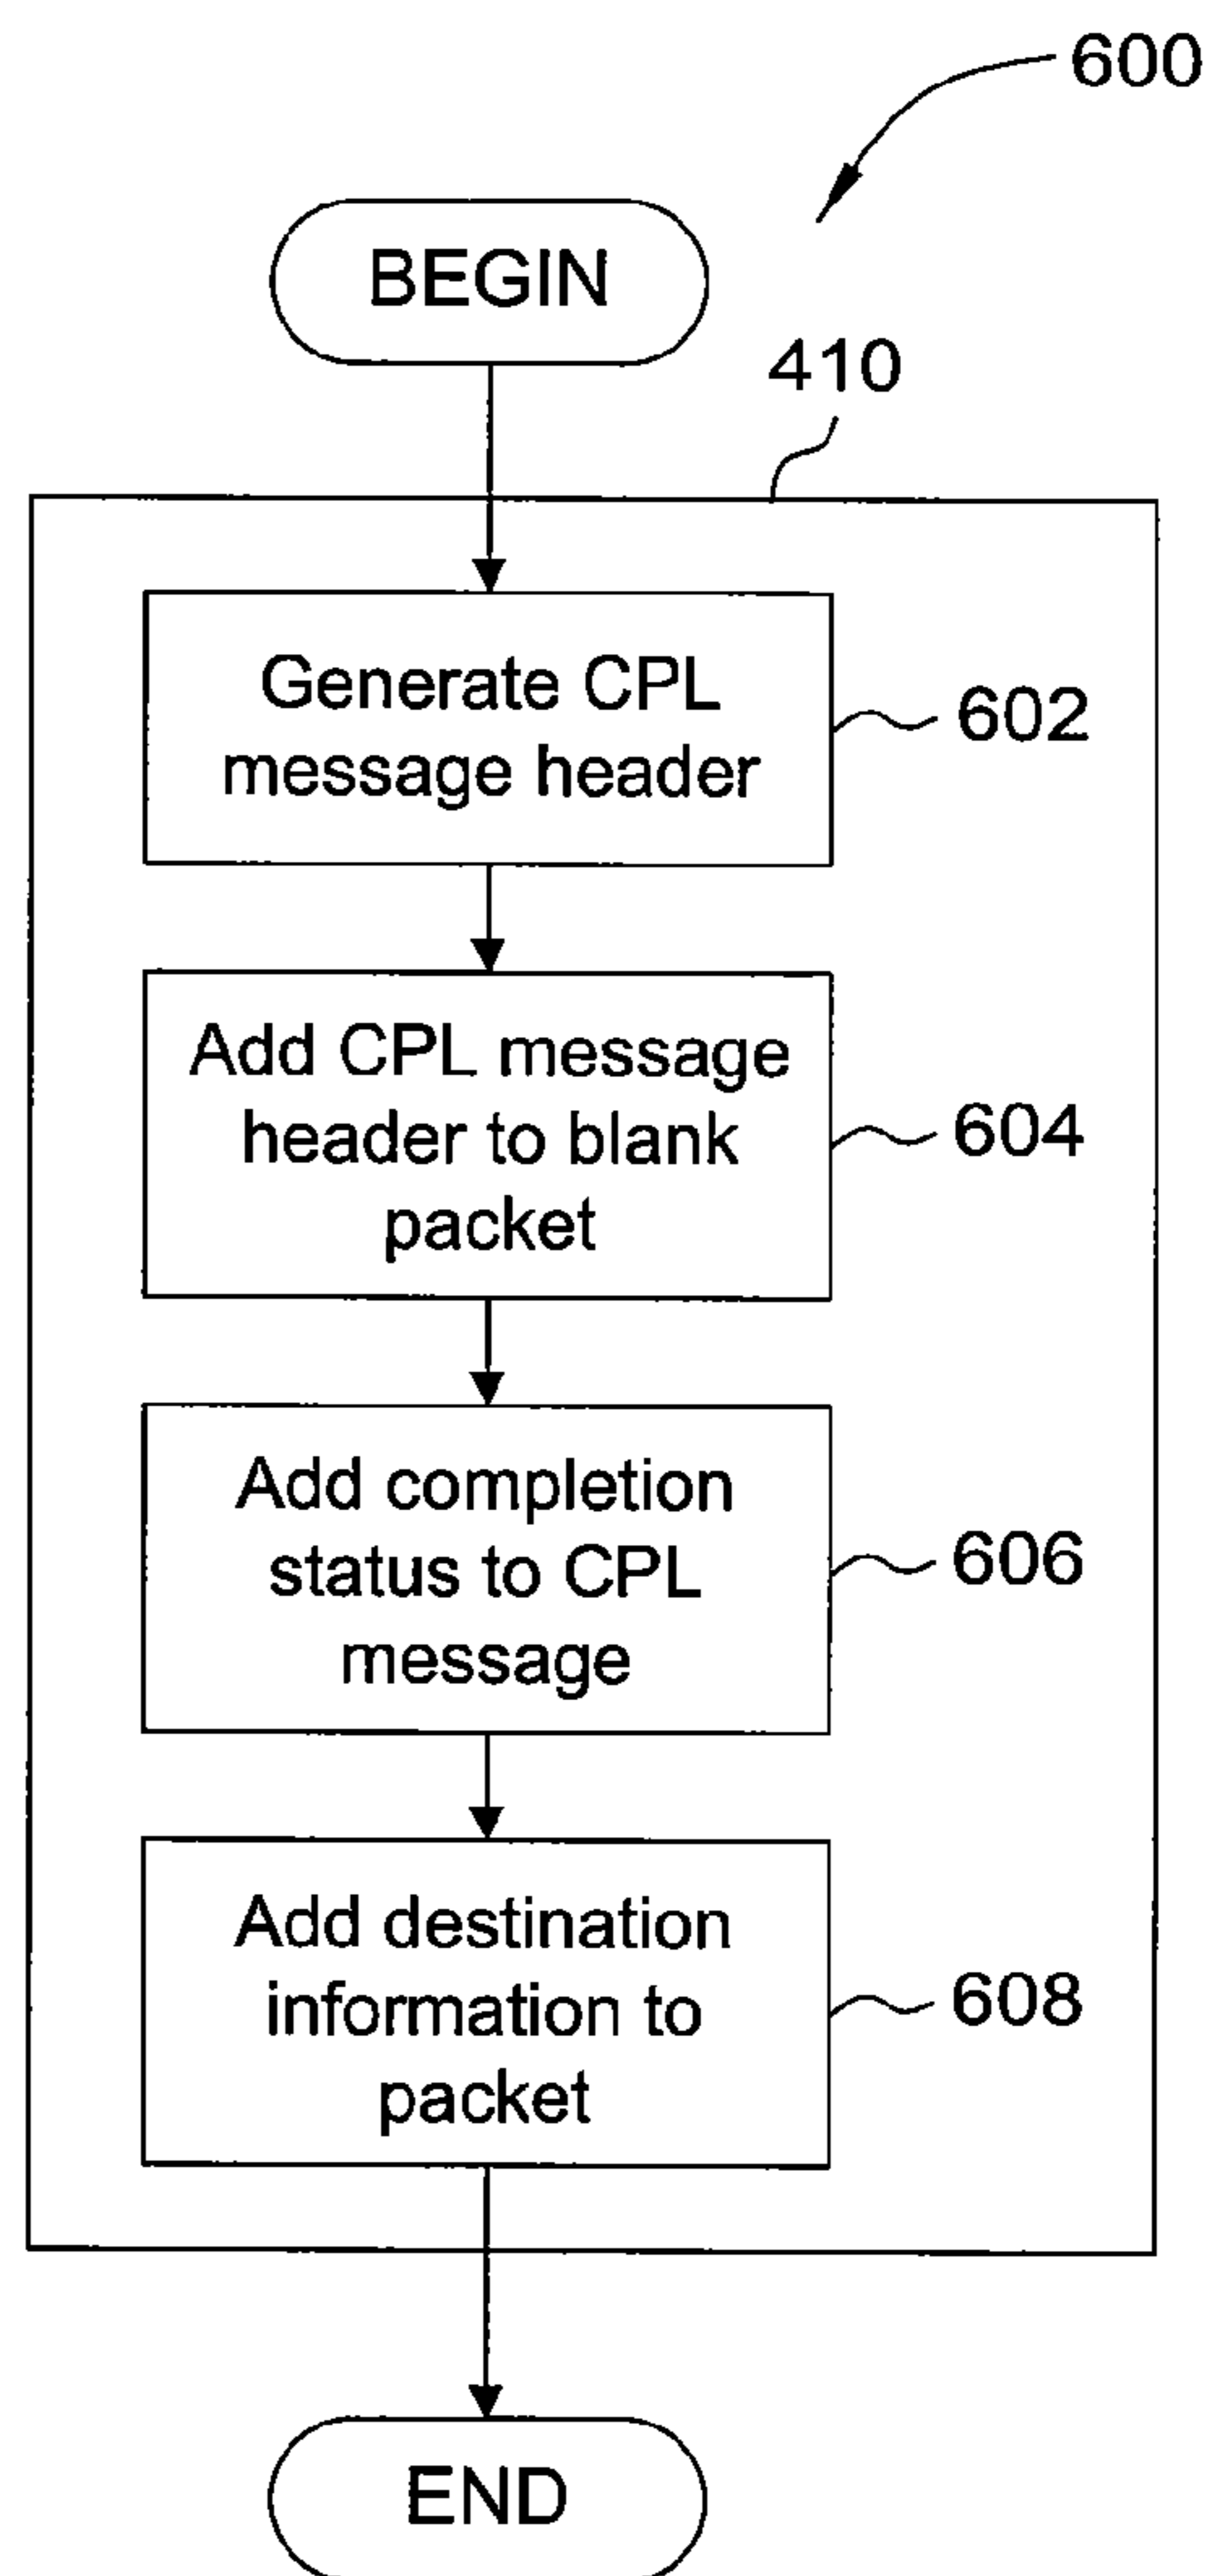 600
BEGIN
410
Generate CPL
message header
602
Add CPL message
header to blank
packet
604
Add completion
status to CPL
message
606
Add destination
information to
packet
608
END